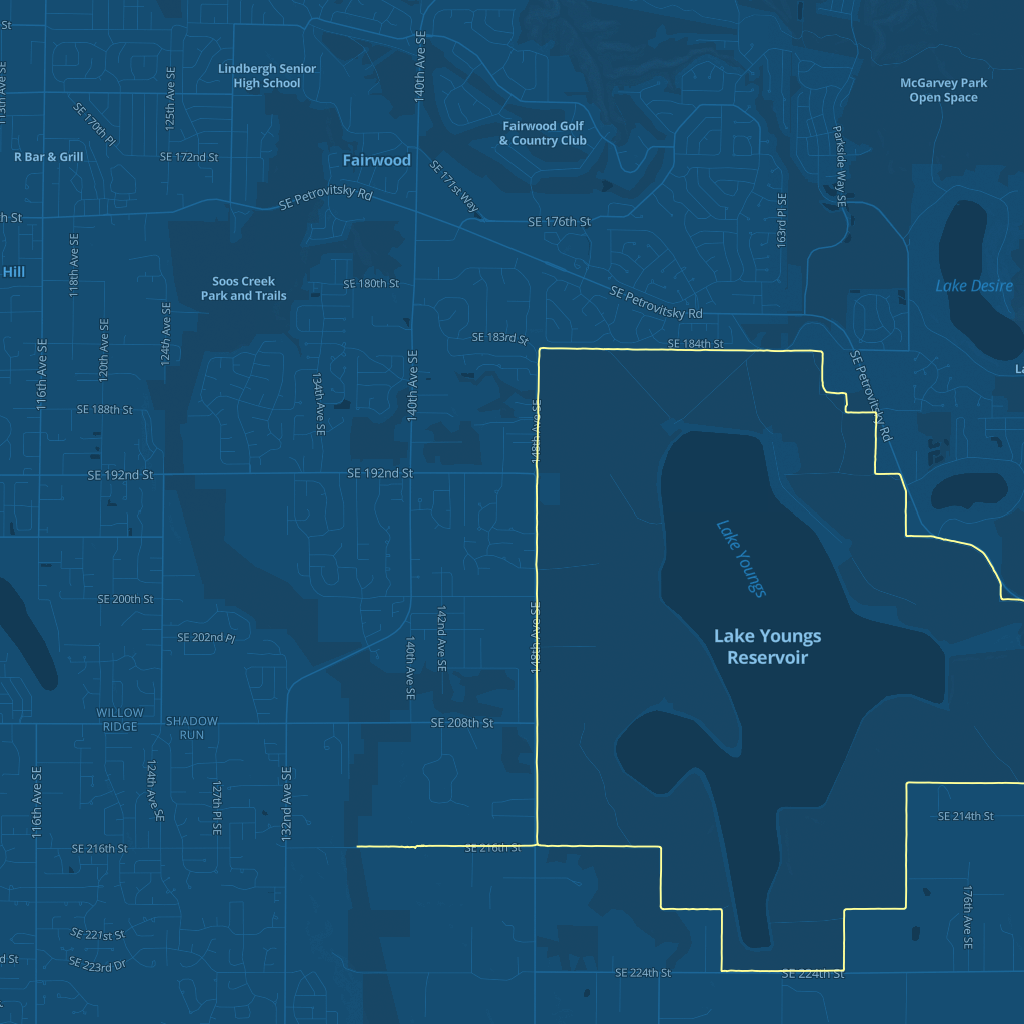 St
Lindbergh Senior
High School
140th Ave SE
McGarvey Park
Open Space
125th Ave SE
SE 170th Pl
Fairwood Golf
& Country Club
R Bar & Grill
SE 172nd St
Fairwood
SE 171st Way
Parkside Way SE
SE Petrovitsky Rd
SE 176th St
163rd Pl SE
h St
118th Ave SE
Hill
Soos Creek
Park and Trails
SE 180th St
Lake Desire
SE Petrovitsky Rd
124th Ave SE
120th Ave SE
SE 183rd St
SE 184th St
116th Ave SE
140th Ave SE
SE Petrovitsky Rd
La
134th Ave SE
SE 188th St
148th Ave SE
SE 192nd St
SE 192nd St
Lake Youngs
SE 200th St
142nd Ave SE
148th Ave SE
SE 202nd Pl
140th Ave SE
Lake Youngs
Reservoir
WILLOW
RIDGE
SHADOW
RUN
SE 208th St
116th Ave SE
124th Ave SE
127th Pl SE
132nd Ave SE
SE 214th St
SE 216th St
SE 216th St
176th Ave SE
SE 221st St
d St
SE 223rd Dr
SE 224th St
SE 224th St